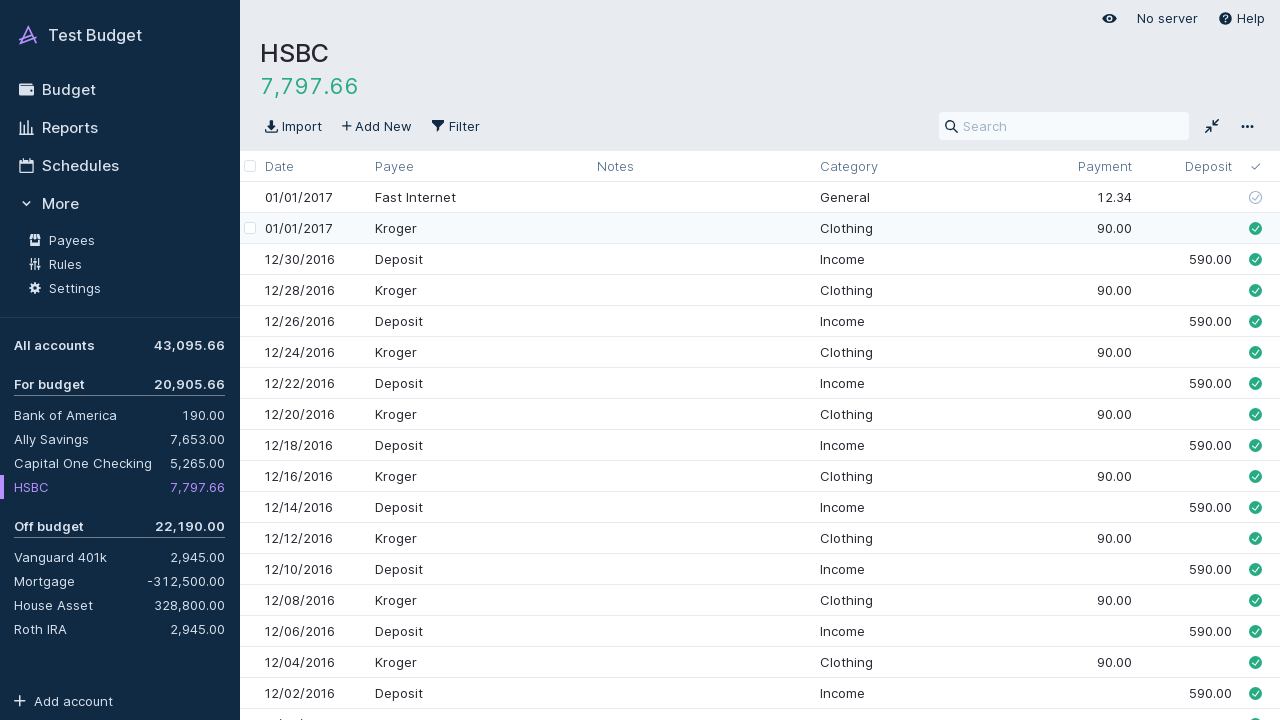 Test Budget
Budget
Reports
Schedules
More
Payees
Rules
Settings
All accounts 43,095.66
For budget 20,905.66
Bank of America 190.00
Ally Savings 7,653.00
Capital One Checking 5,265.00
HSBC 7,797.66
Off budget 22,190.00
Vanguard 401k 2,945.00
Mortgage -312,500.00
House Asset 328,800.00
Roth IRA 2,945.00
Add account
No server Help
HSBC
7,797.66
Import Add New Filter Search
Date Payee Notes Category Payment Deposit
01/01/2017 Fast Internet General 12.34
01/01/2017 Kroger Clothing 90.00
12/30/2016 Deposit Income 590.00
12/28/2016 Kroger Clothing 90.00
12/26/2016 Deposit Income 590.00
12/24/2016 Kroger Clothing 90.00
12/22/2016 Deposit Income 590.00
12/20/2016 Kroger Clothing 90.00
12/18/2016 Deposit Income 590.00
12/16/2016 Kroger Clothing 90.00
12/14/2016 Deposit Income 590.00
12/12/2016 Kroger Clothing 90.00
12/10/2016 Deposit Income 590.00
12/08/2016 Kroger Clothing 90.00
12/06/2016 Deposit Income 590.00
12/04/2016 Kroger Clothing 90.00
12/02/2016 Deposit Income 590.00